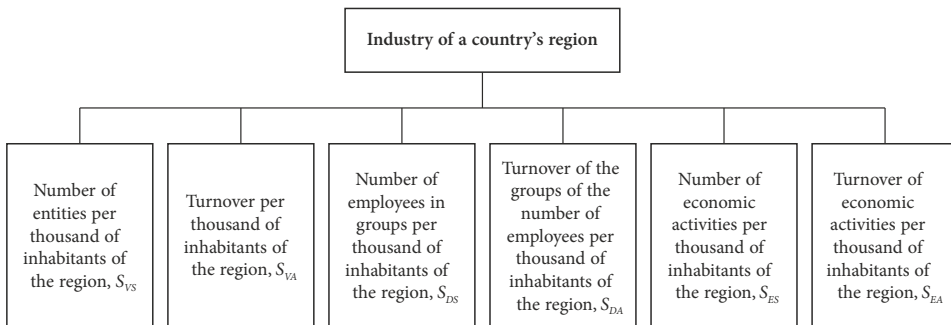 Industry of a country's region
Number of
entities per
thousand of
inhabitants of
the region, S_VS
Turnover per
thousand of
inhabitants of
the region, S_VA
Number of
employees in
groups per
thousand of
inhabitants of
the region, S_DS
Turnover of the
groups of the
number of
employees per
thousand of
inhabitants of
the region, S_DA
Number of
economic
activities per
thousand of
inhabitants of
the region, S_ES
Turnover of
economic
activities per
thousand of
inhabitants of
the region, S_EA